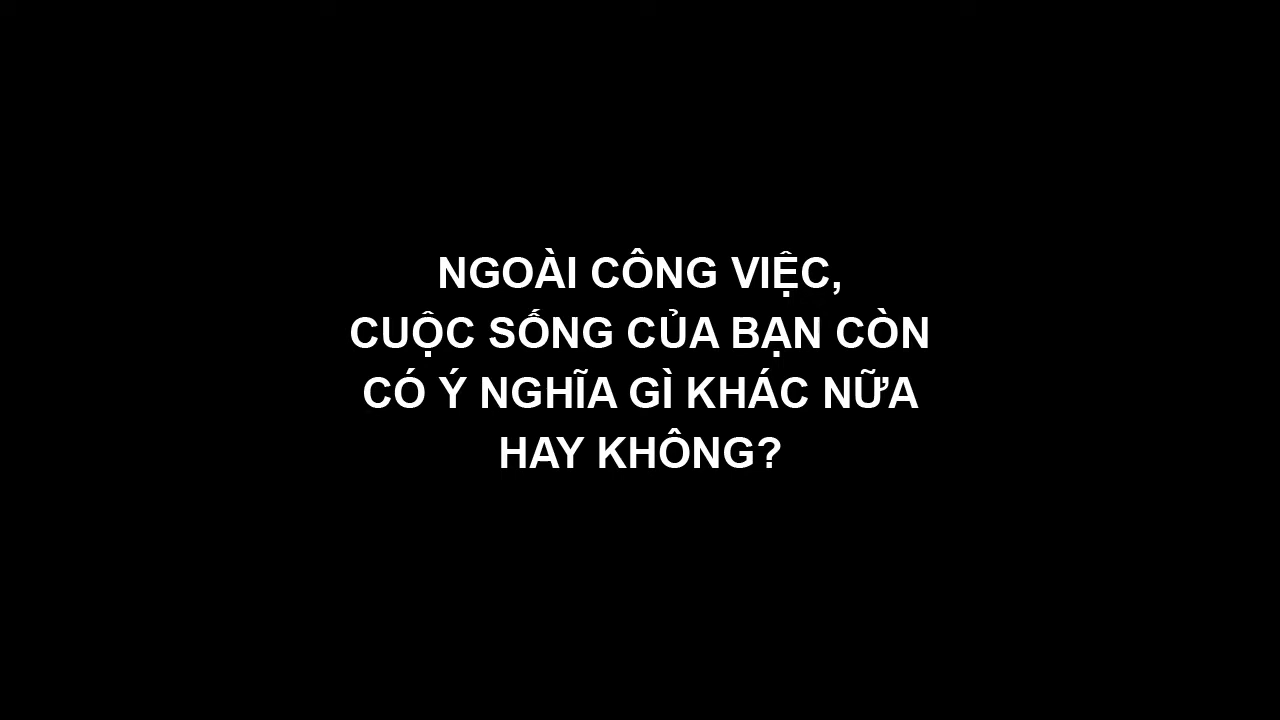 NGOÀI CÔNG VIỆC,
CUỘC SỐNG CỦA BẠN CÒN
CÓ Ý NGHĨA GÌ KHÁC NỮA
HAY KHÔNG?